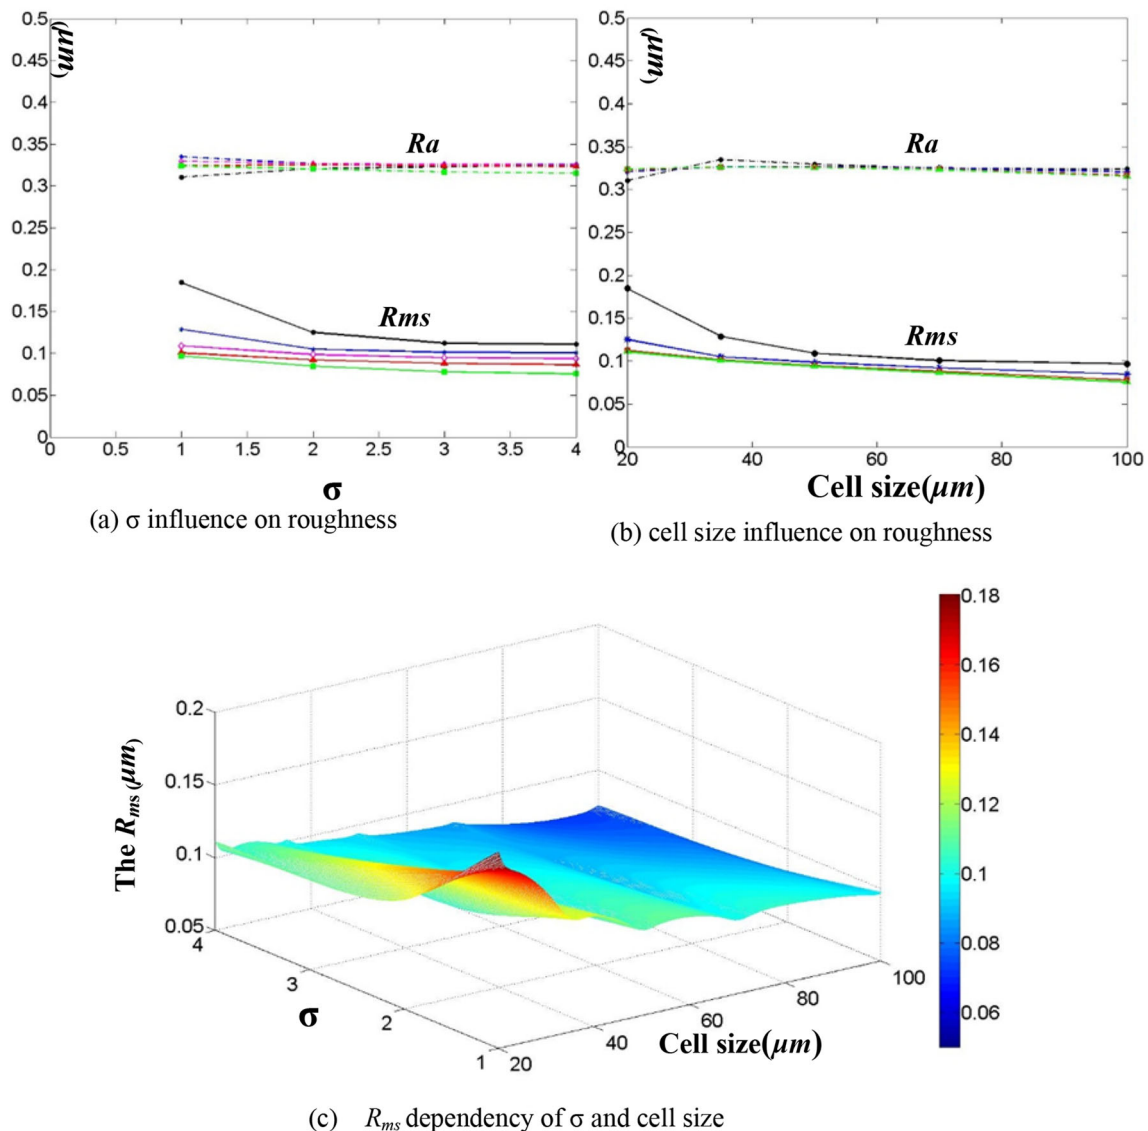 0.5
0.45
0.4
0.35
0.3
0.25
0.2
0.15
0.1
0.05
0
(µm)
Ra
Rms
0 0.5 1 1.5 2 2.5 3 3.5 4
σ
(a) σ influence on roughness
0.5
0.45
0.4
0.35
0.3
0.25
0.2
0.15
0.1
0.05
0
(µm)
Ra
Rms
20 40 60 80 100
Cell size(µm)
(b) cell size influence on roughness
0.2
0.15
0.1
0.05
The Rms (µm)
4
3
2
1
σ
20
40
60
80
100
Cell size(µm)
0.18
0.16
0.14
0.12
0.1
0.08
0.06
(c) Rms dependency of σ and cell size